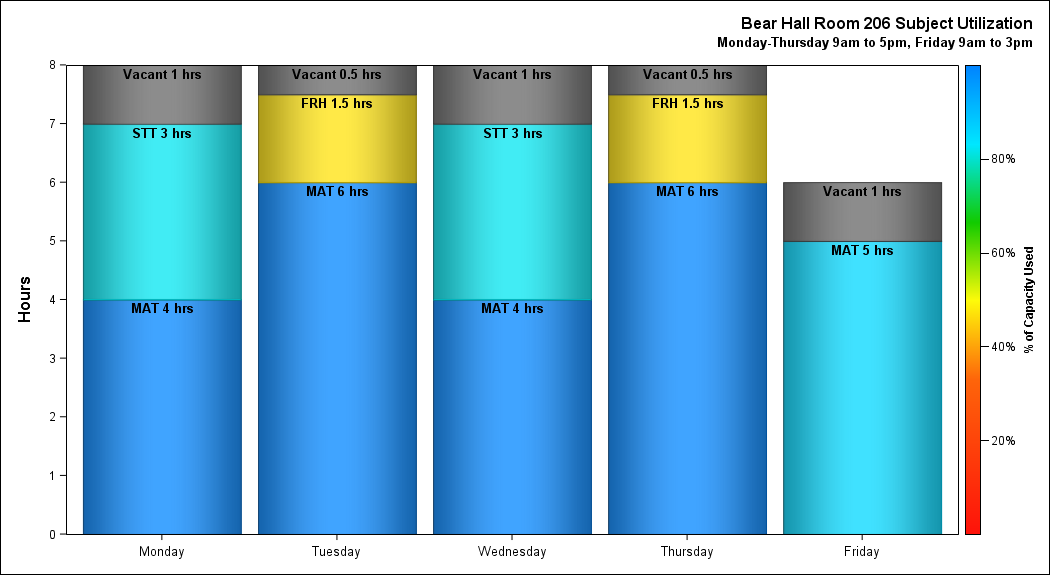 Bear Hall Room 206 Subject Utilization
Monday-Thursday 9am to 5pm, Friday 9am to 3pm
8
7
6
5
4
3
2
1
0
Hours
Vacant 1 hrs
STT 3 hrs
MAT 4 hrs
Vacant 0.5 hrs
FRH 1.5 hrs
MAT 6 hrs
Vacant 1 hrs
STT 3 hrs
MAT 4 hrs
Vacant 0.5 hrs
FRH 1.5 hrs
MAT 6 hrs
Vacant 1 hrs
MAT 5 hrs
Monday
Tuesday
Wednesday
Thursday
Friday
80%
60%
40%
20%
% of Capacity Used